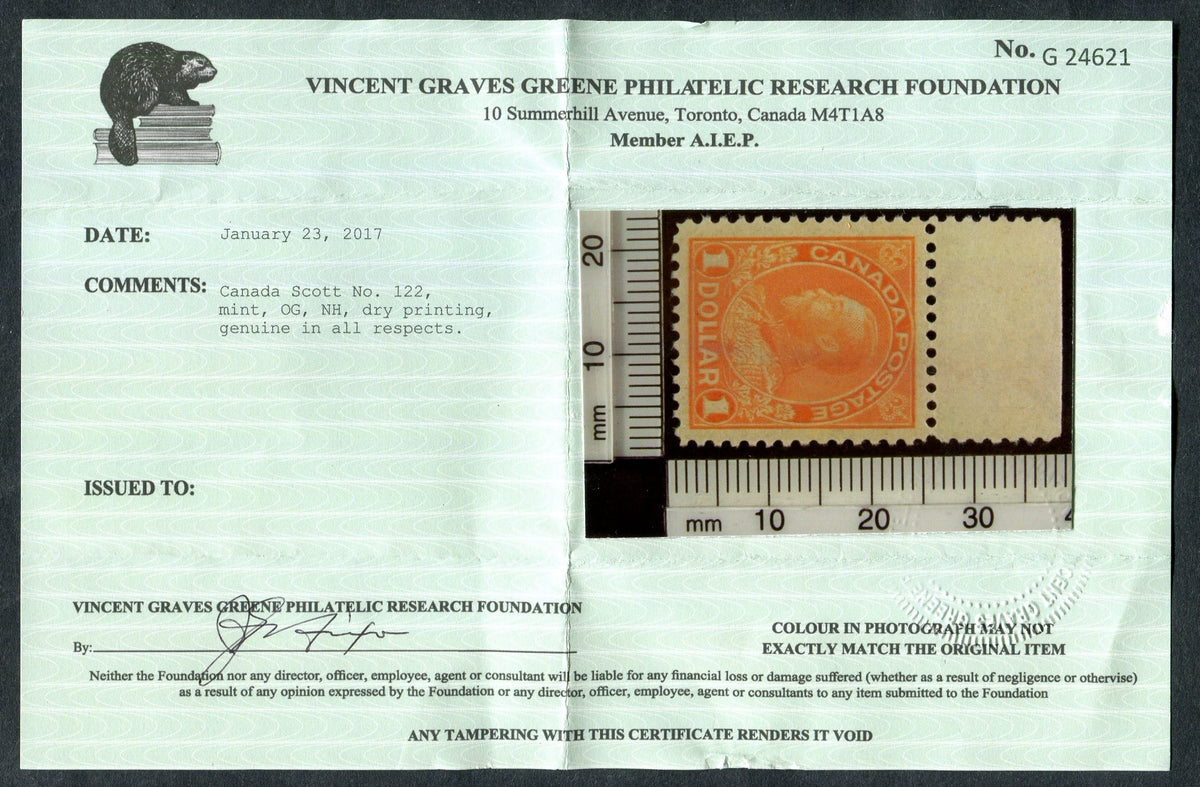 No. G 24621
VINCENT GRAVES GREENE PHILATELIC RESEARCH FOUNDATION
10 Summerhill Avenue, Toronto, Canada M4T1A8
Member A.I.E.P.
DATE: January 23, 2017
COMMENTS: Canada Scott No. 122,
mint, OG, NH, dry printing,
genuine in all respects.
20
10
mm
CANADA POSTAGE
1 DOLLAR 1
mm 10 20 30
ISSUED TO:
VINCENT GRAVES GREENE PHILATELIC RESEARCH FOUNDATION
By:
GRAVES GREENE
COLOUR IN PHOTOGRAPH MAY NOT
EXACTLY MATCH THE ORIGINAL ITEM
Neither the Foundation nor any director, officer, employee, agent or consultant will be liable for any financial loss or damage suffered (whether as a result of negligence or otherwise)
as a result of any opinion expressed by the Foundation or any director, officer, employee, agent or consultants to any item submitted to the Foundation
ANY TAMPERING WITH THIS CERTIFICATE RENDERS IT VOID